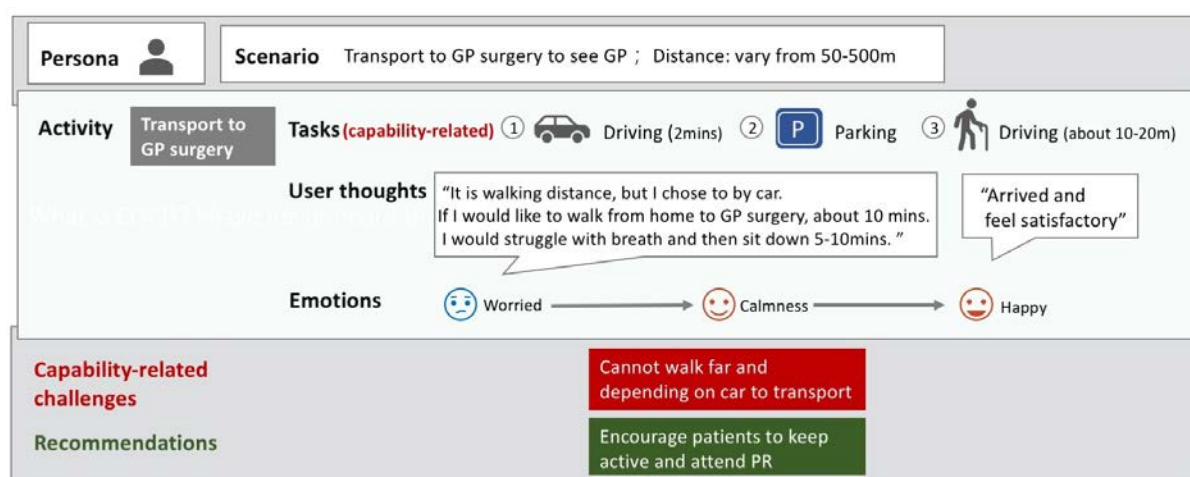 Persona
Scenario Transport to GP surgery to see GP ; Distance: vary from 50-500m
Activity
Transport to
GP surgery
Tasks (capability-related) ① Driving (2mins) ② P Parking ③ Driving (about 10-20m)
User thoughts
“It is walking distance, but I chose to by car.
If I would like to walk from home to GP surgery, about 10 mins.
I would struggle with breath and then sit down 5-10mins. ”
“Arrived and
feel satisfactory”
Emotions
Worried
Calmness
Happy
Capability-related
challenges
Cannot walk far and
depending on car to transport
Recommendations
Encourage patients to keep
active and attend PR